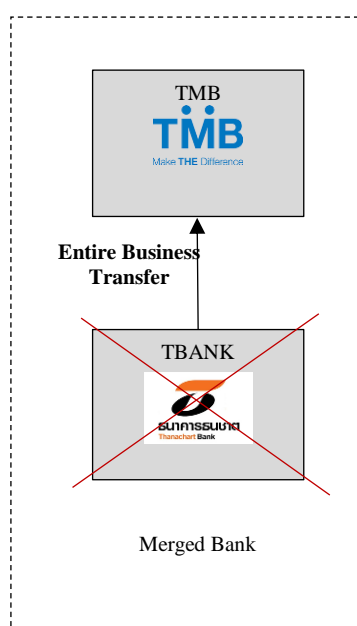 TMB
TMB
Make THE Difference
Entire Business
Transfer
TBANK
ธนาคารธนชาต
Thanachart Bank
Merged Bank